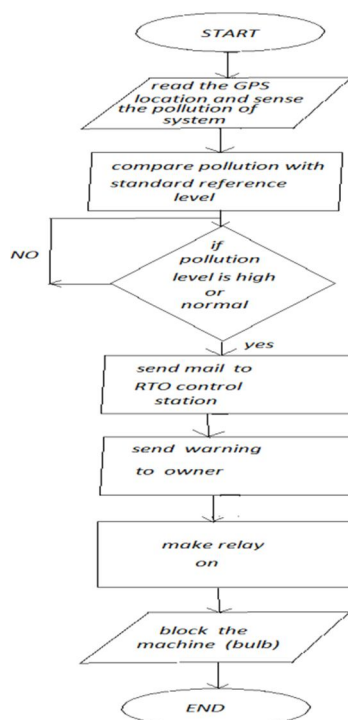 START
read the GPS
location and sense
the pollution of
system
compare pollution with
standard reference
level
if
pollution
level is high
or
normal
NO
yes
send mail to
RTO control
station
send warning
to owner
make relay
on
block the
machine (bulb)
END